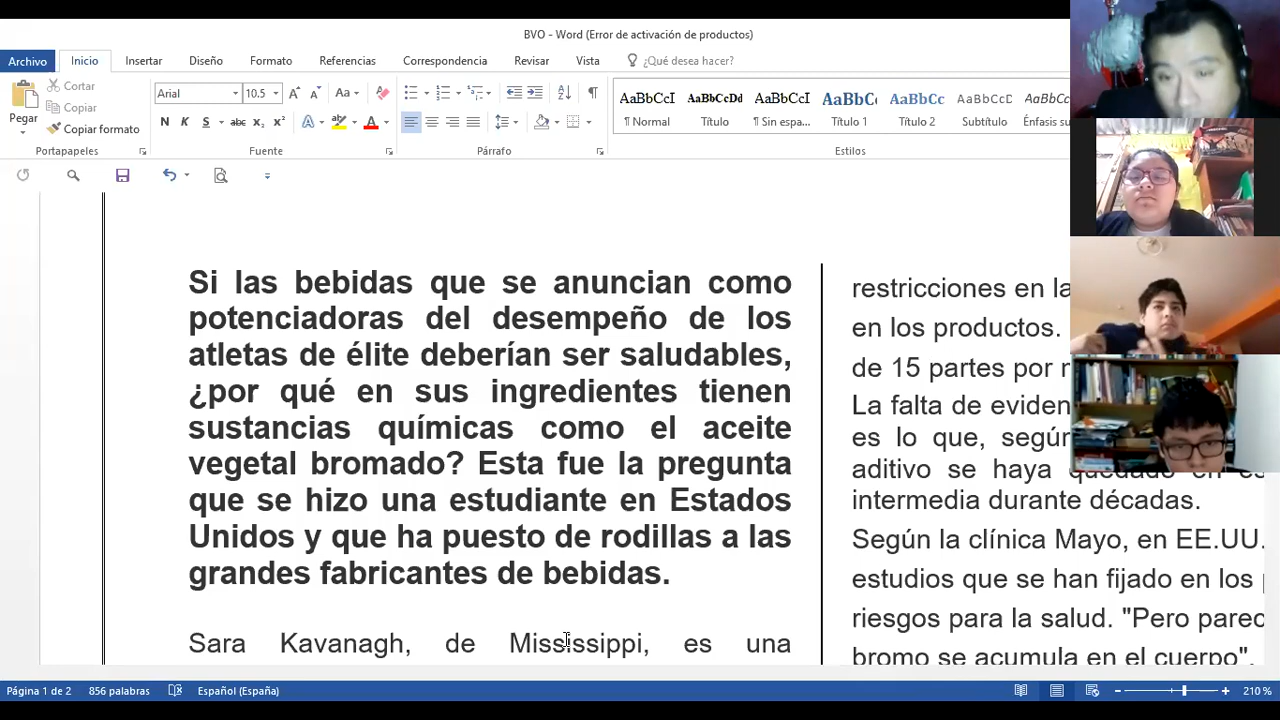 BVO - Word (Error de activación de productos)
Archivo Inicio Insertar Diseño Formato Referencias Correspondencia Revisar Vista ¿Qué desea hacer?
Cortar
Copiar
Copiar formato
Pegar
Portapapeles
Arial 10.5
N K S abc x₂ x² A A
Fuente
Párrafo
AaBbCcI AaBbCcDd AaBbCcI AaBbC AaBbCc AaBbCcD AaBbCcD
¶ Normal Título ¶ Sin espa... Título 1 Título 2 Subtítulo Énfasis
Estilos
Si las bebidas que se anuncian como
potenciadoras del desempeño de los
atletas de élite deberían ser saludables,
¿por qué en sus ingredientes tienen
sustancias químicas como el aceite
vegetal bromado? Esta fue la pregunta
que se hizo una estudiante en Estados
Unidos y que ha puesto de rodillas a las
grandes fabricantes de bebidas.
Sara Kavanagh, de Mississippi, es una
restricciones en la
en los productos.
de 15 partes por
La falta de
es lo que, según
aditivo se haya
intermedia durante décadas.
Según la clínica Mayo, en EE.UU.
estudios que se han fijado en los
riesgos para la salud. "Pero
bromo se acumula en el cuerpo".
Página 1 de 2 856 palabras Español (España) 210 %